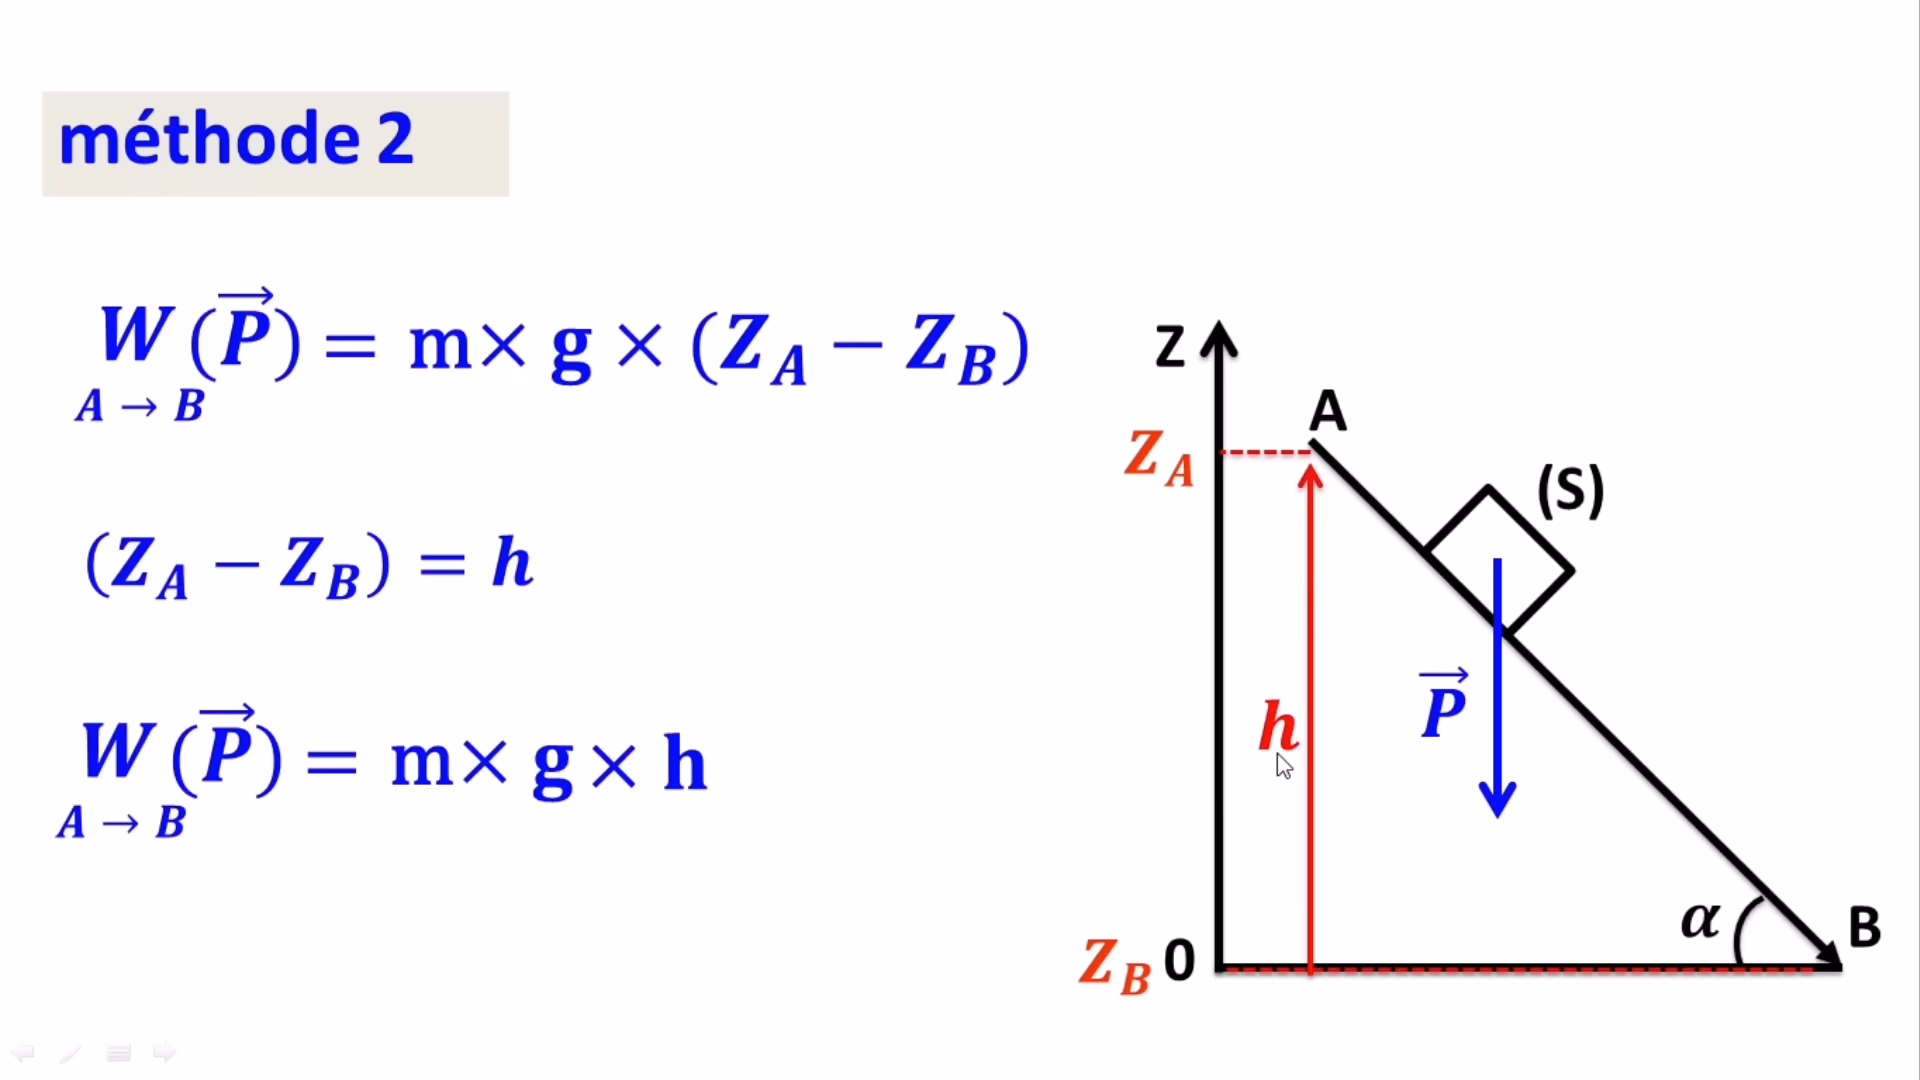 méthode 2
W(P⃗) = m× g × (Z_A − Z_B)
A → B
(Z_A − Z_B) = h
W(P⃗) = m× g × h
A → B
Z
A
Z_A
(S)
h
P⃗
α
B
Z_B 0